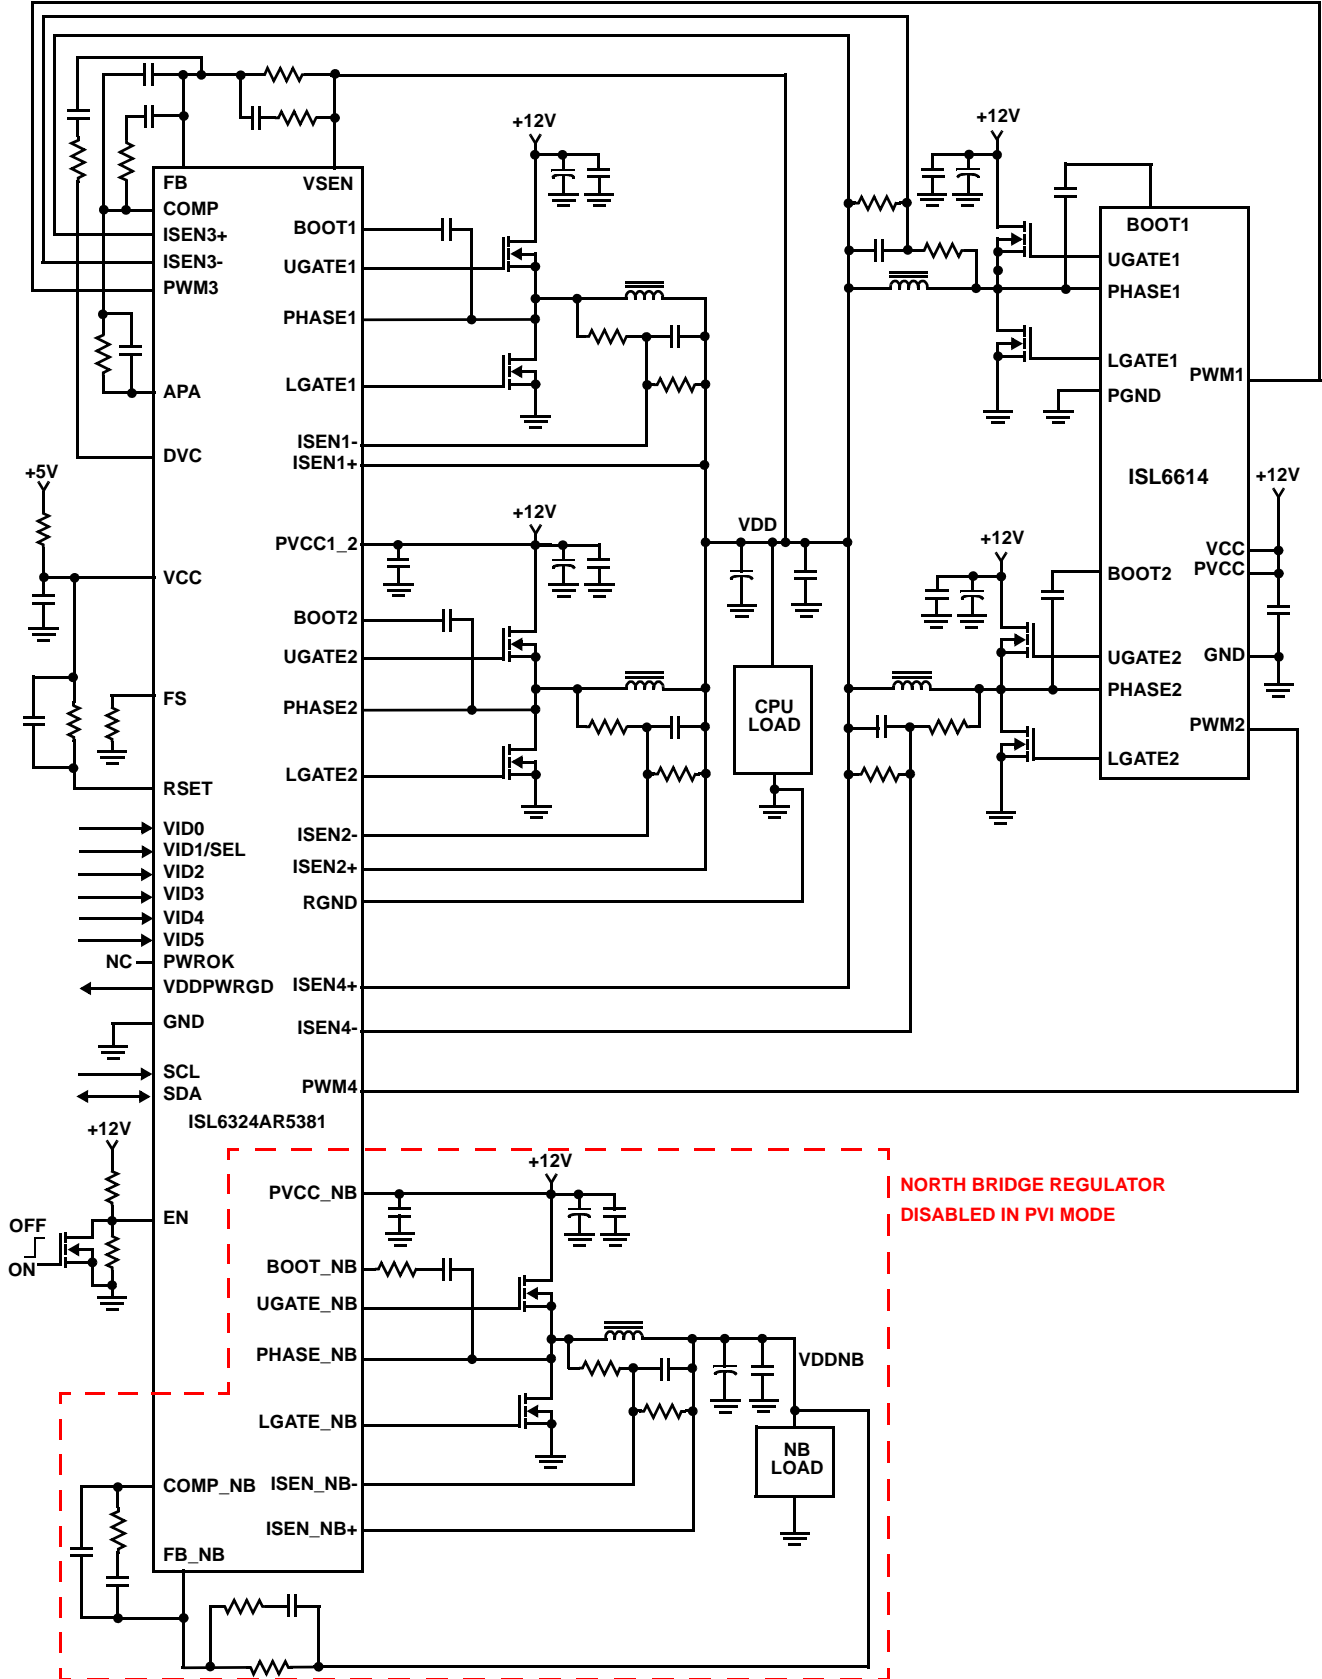 +12V
+12V
FB
VSEN
COMP
BOOT1
ISEN3+
BOOT1
ISEN3-
UGATE1
UGATE1
PWM3
PHASE1
PHASE1
LGATE1
LGATE1
PWM1
APA
PGND
ISEN1-
DVC
ISEN1+
+5V
ISL6614
+12V
+12V
VDD
PVCC1_2
+12V
VCC
VCC
PVCC
BOOT2
BOOT2
UGATE2
UGATE2
GND
FS
PHASE2
PHASE2
CPU
LOAD
PWM2
LGATE2
LGATE2
RSET
VID0
ISEN2-
VID1/SEL
ISEN2+
VID2
VID3
RGND
VID4
VID5
NC
PWROK
VDDPWRGD
ISEN4+
GND
ISEN4-
SCL
SDA
PWM4
ISL6324AR5381
+12V
+12V
PVCC_NB
NORTH BRIDGE REGULATOR
DISABLED IN PVI MODE
EN
OFF
ON
BOOT_NB
UGATE_NB
PHASE_NB
VDDNB
LGATE_NB
NB
LOAD
COMP_NB
ISEN_NB-
ISEN_NB+
FB_NB